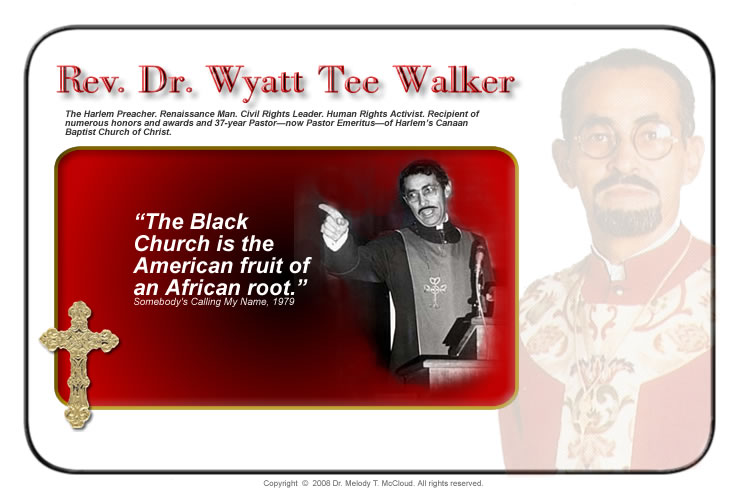 Rev. Dr. Wyatt Tee Walker
The Harlem Preacher. Renaissance Man. Civil Rights Leader. Human Rights Activist. Recipient of
numerous honors and awards and 37-year Pastor—now Pastor Emeritus—of Harlem's Canaan
Baptist Church of Christ.
“The Black
Church is the
American fruit of
an African root.”
Somebody's Calling My Name, 1979
Copyright © 2008 Dr. Melody T. McCloud. All rights reserved.